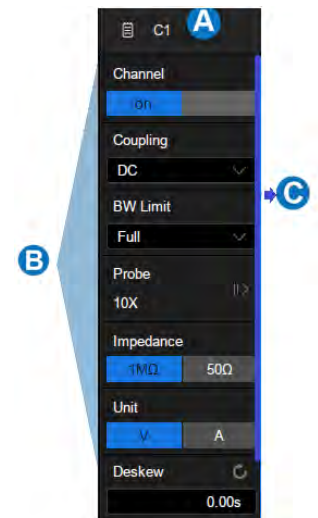 C1 A
Channel
on
Coupling
DC
C
BW Limit
Full
B
Probe
10X
Impedance
1MΩ 50Ω
Unit
V A
Deskew
0.00s